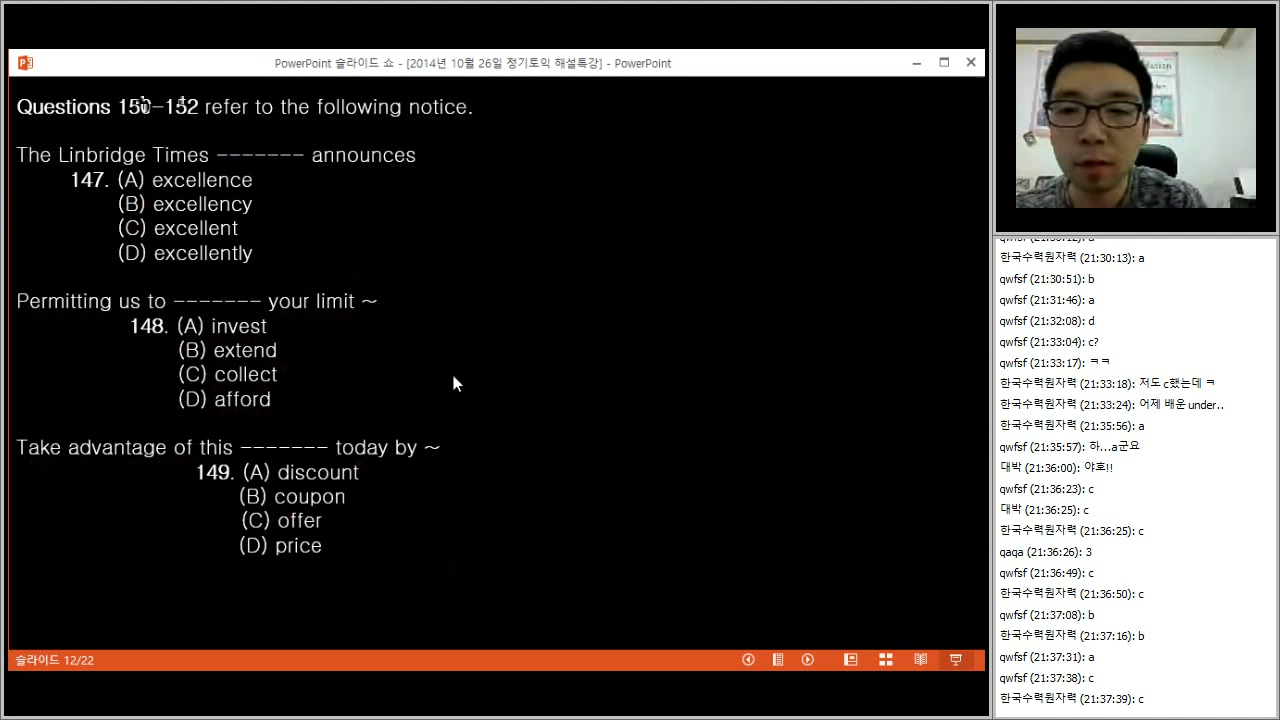 PowerPoint 슬라이드 쇼 - [2014년 10월 26일 정기토익 해설특강] - PowerPoint
Questions 150-152 refer to the following notice.
The Linbridge Times ------- announces
147. (A) excellence
(B) excellency
(C) excellent
(D) excellently
Permitting us to ------- your limit ~
148. (A) invest
(B) extend
(C) collect
(D) afford
Take advantage of this ------- today by ~
149. (A) discount
(B) coupon
(C) offer
(D) price
슬라이드 12/22
한국수력원자력 (21:30:13): a
qwfsf (21:30:51): b
qwfsf (21:31:46): a
qwfsf (21:32:08): d
qwfsf (21:33:04): c?
qwfsf (21:33:17): ㅋㅋ
한국수력원자력 (21:33:18): 저도 c했는데 ㅋ
한국수력원자력 (21:33:24): 어제 배운 under..
한국수력원자력 (21:35:56): a
qwfsf (21:35:57): 하...a군요
대박 (21:36:00): 야호!!
qwfsf (21:36:23): c
대박 (21:36:25): c
한국수력원자력 (21:36:25): c
qaqa (21:36:26): 3
qwfsf (21:36:49): c
한국수력원자력 (21:36:50): c
qwfsf (21:37:08): b
한국수력원자력 (21:37:16): b
qwfsf (21:37:31): a
qwfsf (21:37:38): c
한국수력원자력 (21:37:39): c